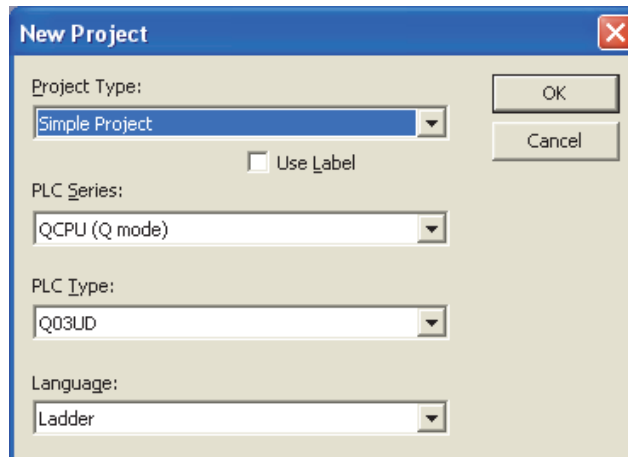 New Project
Project Type:
Simple Project
Use Label
PLC Series:
QCPU (Q mode)
PLC Type:
Q03UD
Language:
Ladder
OK
Cancel